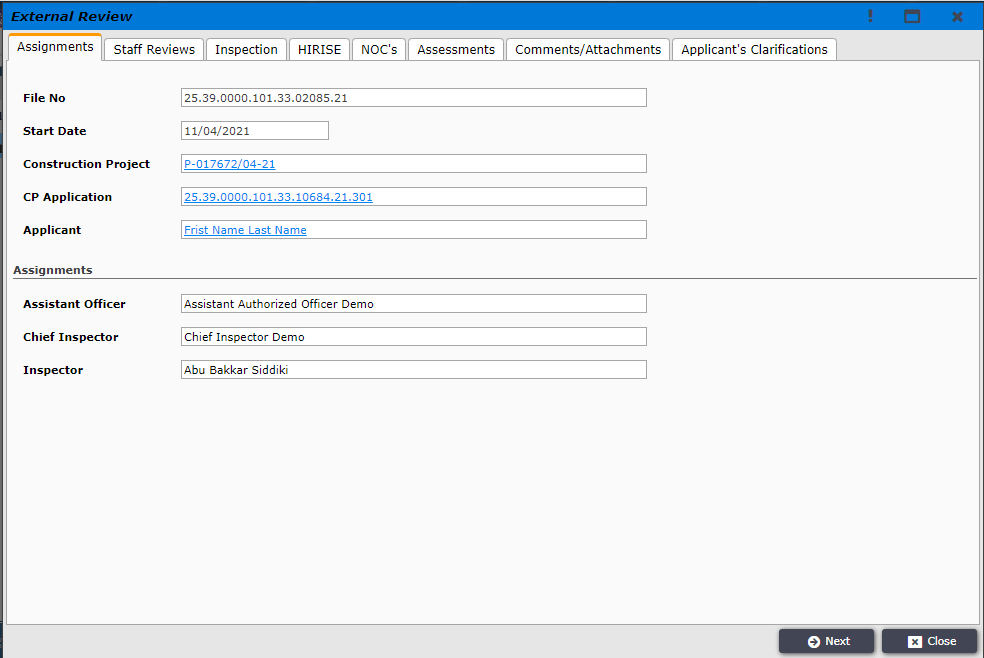 External Review
Assignments Staff Reviews Inspection HIRISE NOC's Assessments Comments/Attachments Applicant's Clarifications
File No 25.39.0000.101.33.02085.21
Start Date 11/04/2021
Construction Project P-017672/04-21
CP Application 25.39.0000.101.33.10684.21.301
Applicant Frist Name Last Name
Assignments
Assistant Officer Assistant Authorized Officer Demo
Chief Inspector Chief Inspector Demo
Inspector Abu Bakkar Siddiki
Next Close